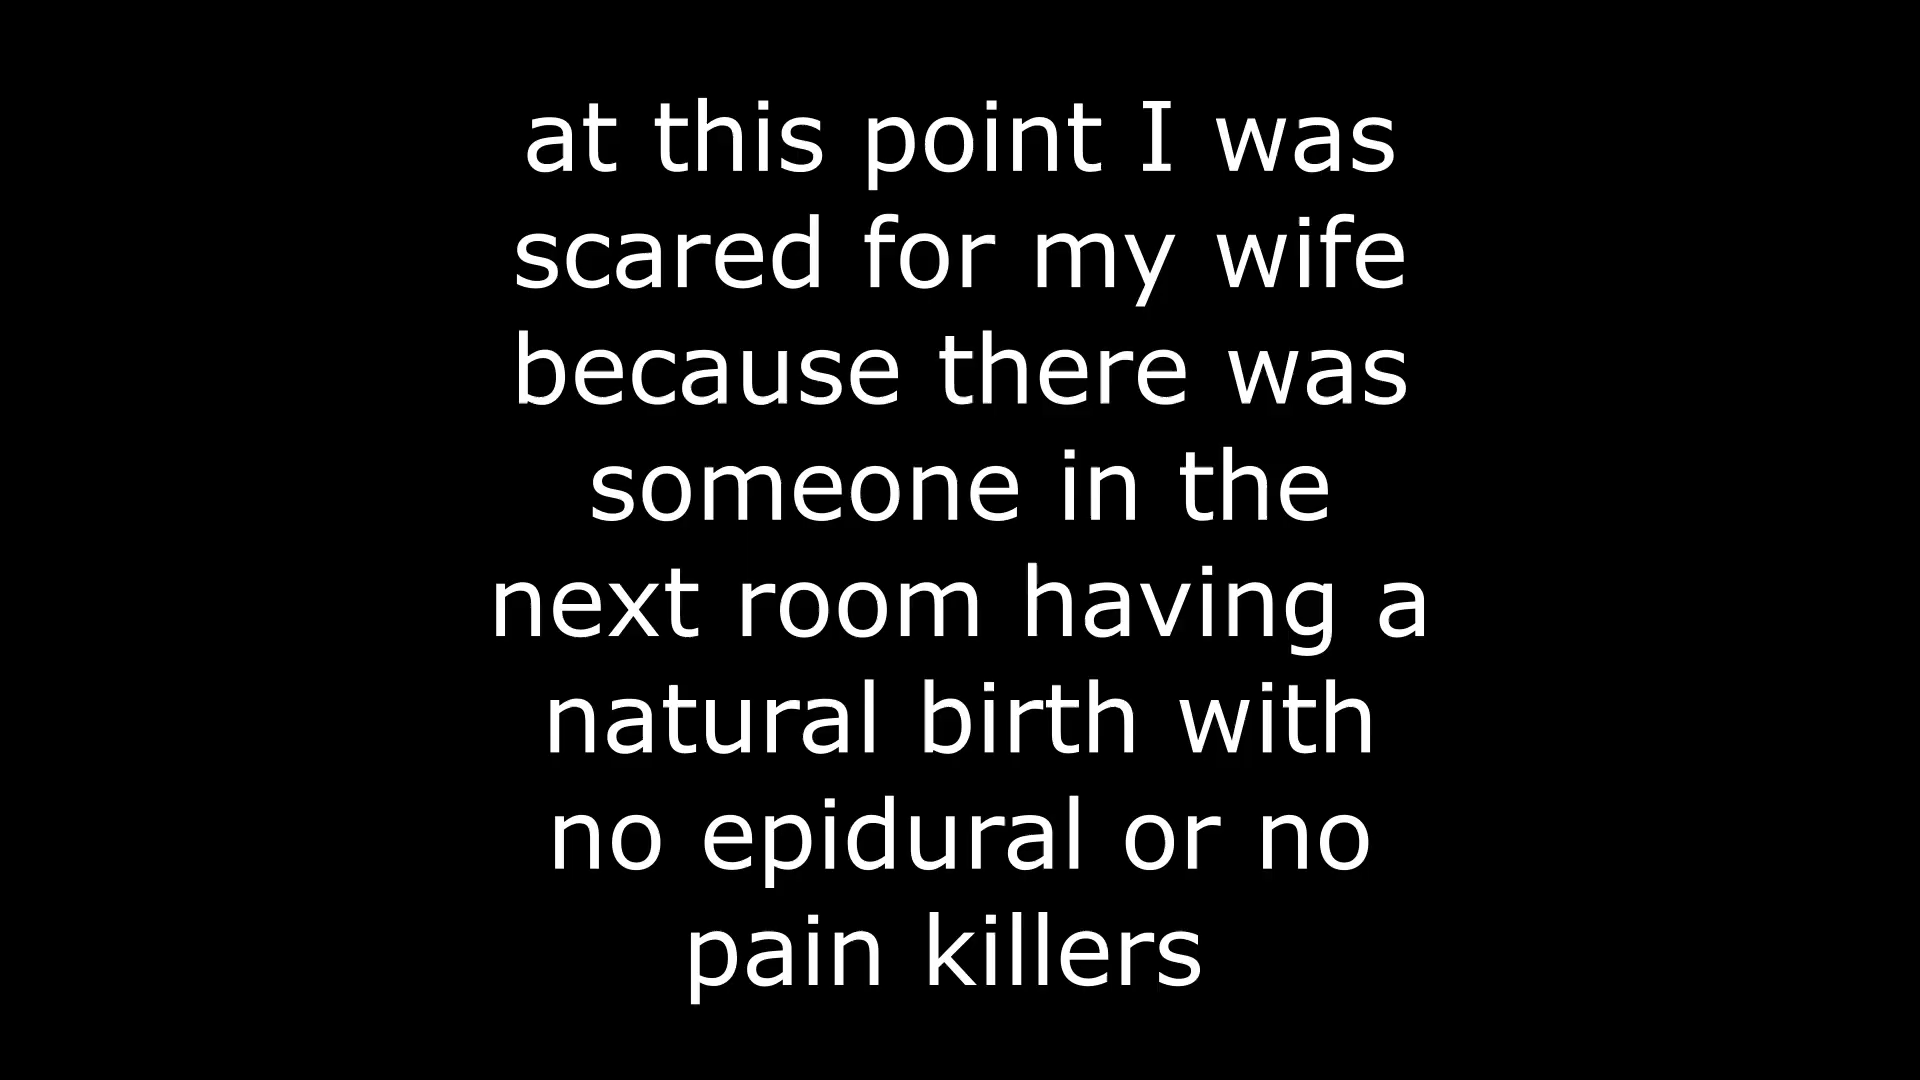 at this point I was
scared for my wife
because there was
someone in the
next room having a
natural birth with
no epidural or no
pain killers